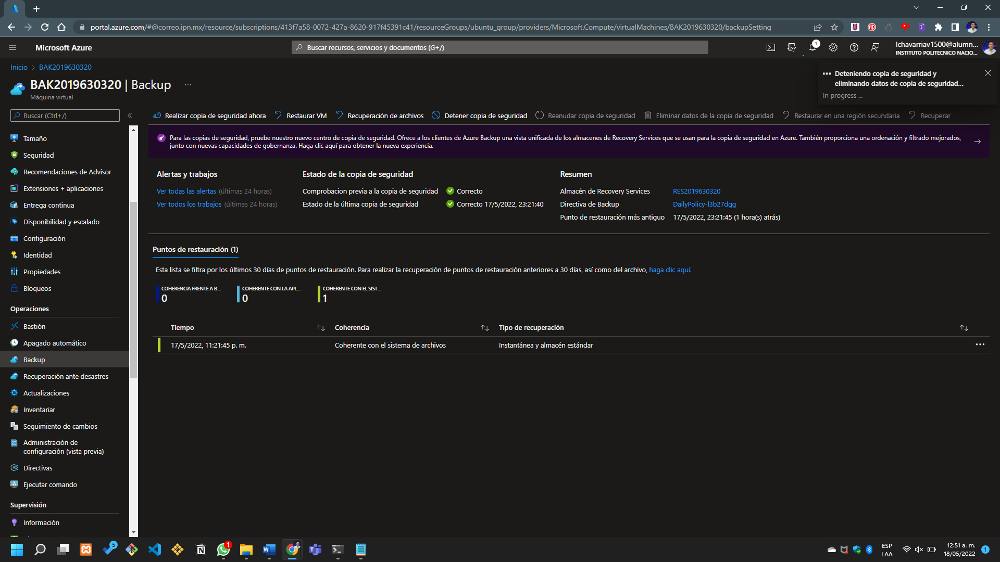 portal.azure.com/#@correo.ipn.mx/resource/subscriptions/413f7a58-0072-427a-8620-917f45391c41/resourceGroups/ubuntu_group/providers/Microsoft.Compute/virtualMachines/BAK2019630320/backupSetting
Microsoft Azure
Buscar recursos, servicios y documentos (G+/)
1
lchavarriav1500@alumn...
INSTITUTO POLITECNICO NACIO...
Inicio > BAK2019630320
BAK2019630320 | Backup ...
Máquina virtual
Deteniendo copia de seguridad y
eliminando datos de copia de seguridad...
In progress ...
Buscar (Ctrl+/)
Realizar copia de seguridad ahora Restaurar VM Recuperación de archivos Detener copia de seguridad Reanudar copia de seguridad Eliminar datos de la copia de seguridad Restaurar en una región secundaria Recuperar
Para las copias de seguridad, pruebe nuestro nuevo centro de copia de seguridad. Ofrece a los clientes de Azure Backup una vista unificada de los almacenes de Recovery Services que se usan para la copia de seguridad en Azure. También proporciona una ordenación y filtrado mejorados,
junto con nuevas capacidades de gobernanza. Haga clic aquí para obtener la nueva experiencia.
Tamaño
Seguridad
Recomendaciones de Advisor
Extensiones + aplicaciones
Entrega continua
Disponibilidad y escalado
Configuración
Identidad
Propiedades
Bloqueos
Operaciones
Bastión
Apagado automático
Backup
Recuperación ante desastres
Actualizaciones
Inventariar
Seguimiento de cambios
Administración de
configuración (vista previa)
Directivas
Ejecutar comando
Supervisión
Información
Alertas y trabajos
Ver todas las alertas (últimas 24 horas)
Ver todos los trabajos (últimas 24 horas)
Estado de la copia de seguridad
Comprobacion previa a la copia de seguridad Correcto
Estado de la última copia de seguridad Correcto 17/5/2022, 23:21:40
Resumen
Almacén de Recovery Services RES2019630320
Directiva de Backup DailyPolicy-l3b27dgg
Punto de restauración más antiguo 17/5/2022, 23:21:45 (1 hora(s) atrás)
Puntos de restauración (1)
Esta lista se filtra por los últimos 30 días de puntos de restauración. Para realizar la recuperación de puntos de restauración anteriores a 30 días, así como del archivo, haga clic aquí.
COHERENCIA FRENTE A B...
0
COHERENTE CON LA APL...
0
COHERENTE CON EL SIST...
1
Tiempo Coherencia Tipo de recuperación
17/5/2022, 11:21:45 p. m. Coherente con el sistema de archivos Instantánea y almacén estándar
5
1
ESP
LAA
12:51 a. m.
18/05/2022
1